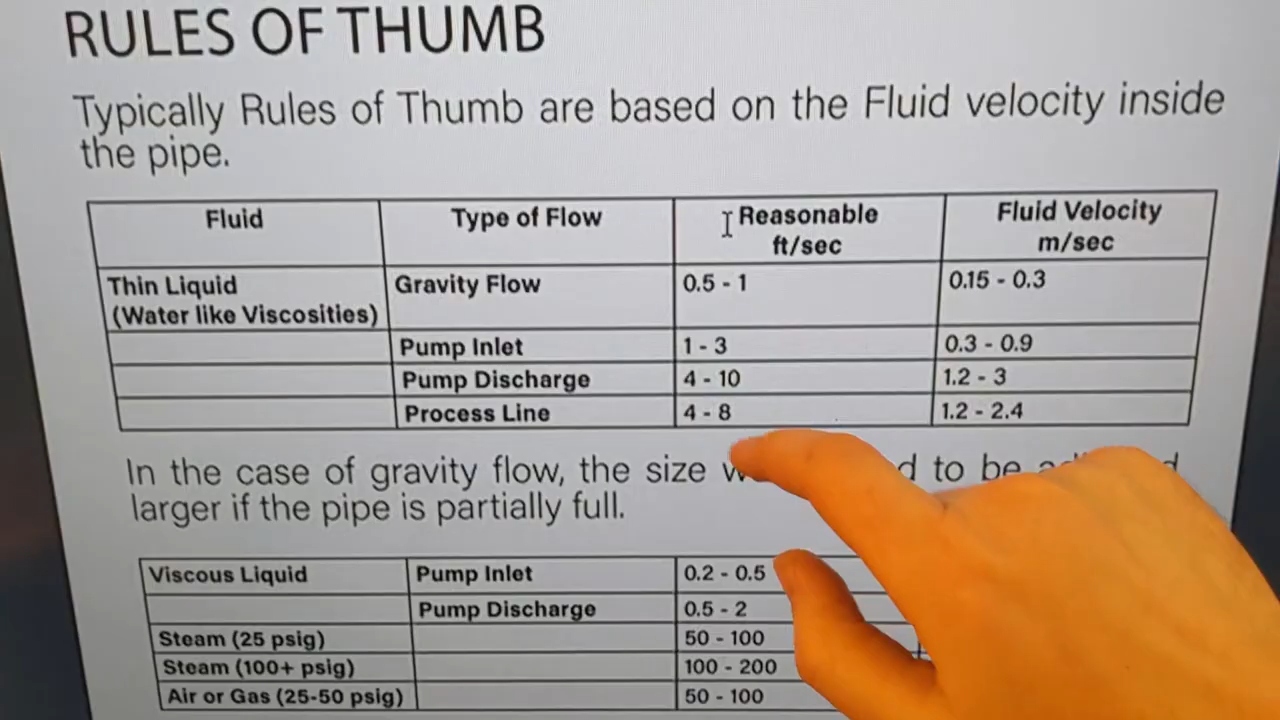 RULES OF THUMB
Typically Rules of Thumb are based on the Fluid velocity inside
the pipe.
Fluid Type of Flow Reasonable Fluid Velocity
ft/sec m/sec
Thin Liquid Gravity Flow 0.5 - 1 0.15 - 0.3
(Water like Viscosities)
Pump Inlet 1 - 3 0.3 - 0.9
Pump Discharge 4 - 10 1.2 - 3
Process Line 4 - 8 1.2 - 2.4
In the case of gravity flow, the size to be
larger if the pipe is partially full.
Viscous Liquid Pump Inlet 0.2 - 0.5
Pump Discharge 0.5 - 2
Steam (25 psig) 50 - 100
Steam (100+ psig) 100 - 200
Air or Gas (25-50 psig) 50 - 100